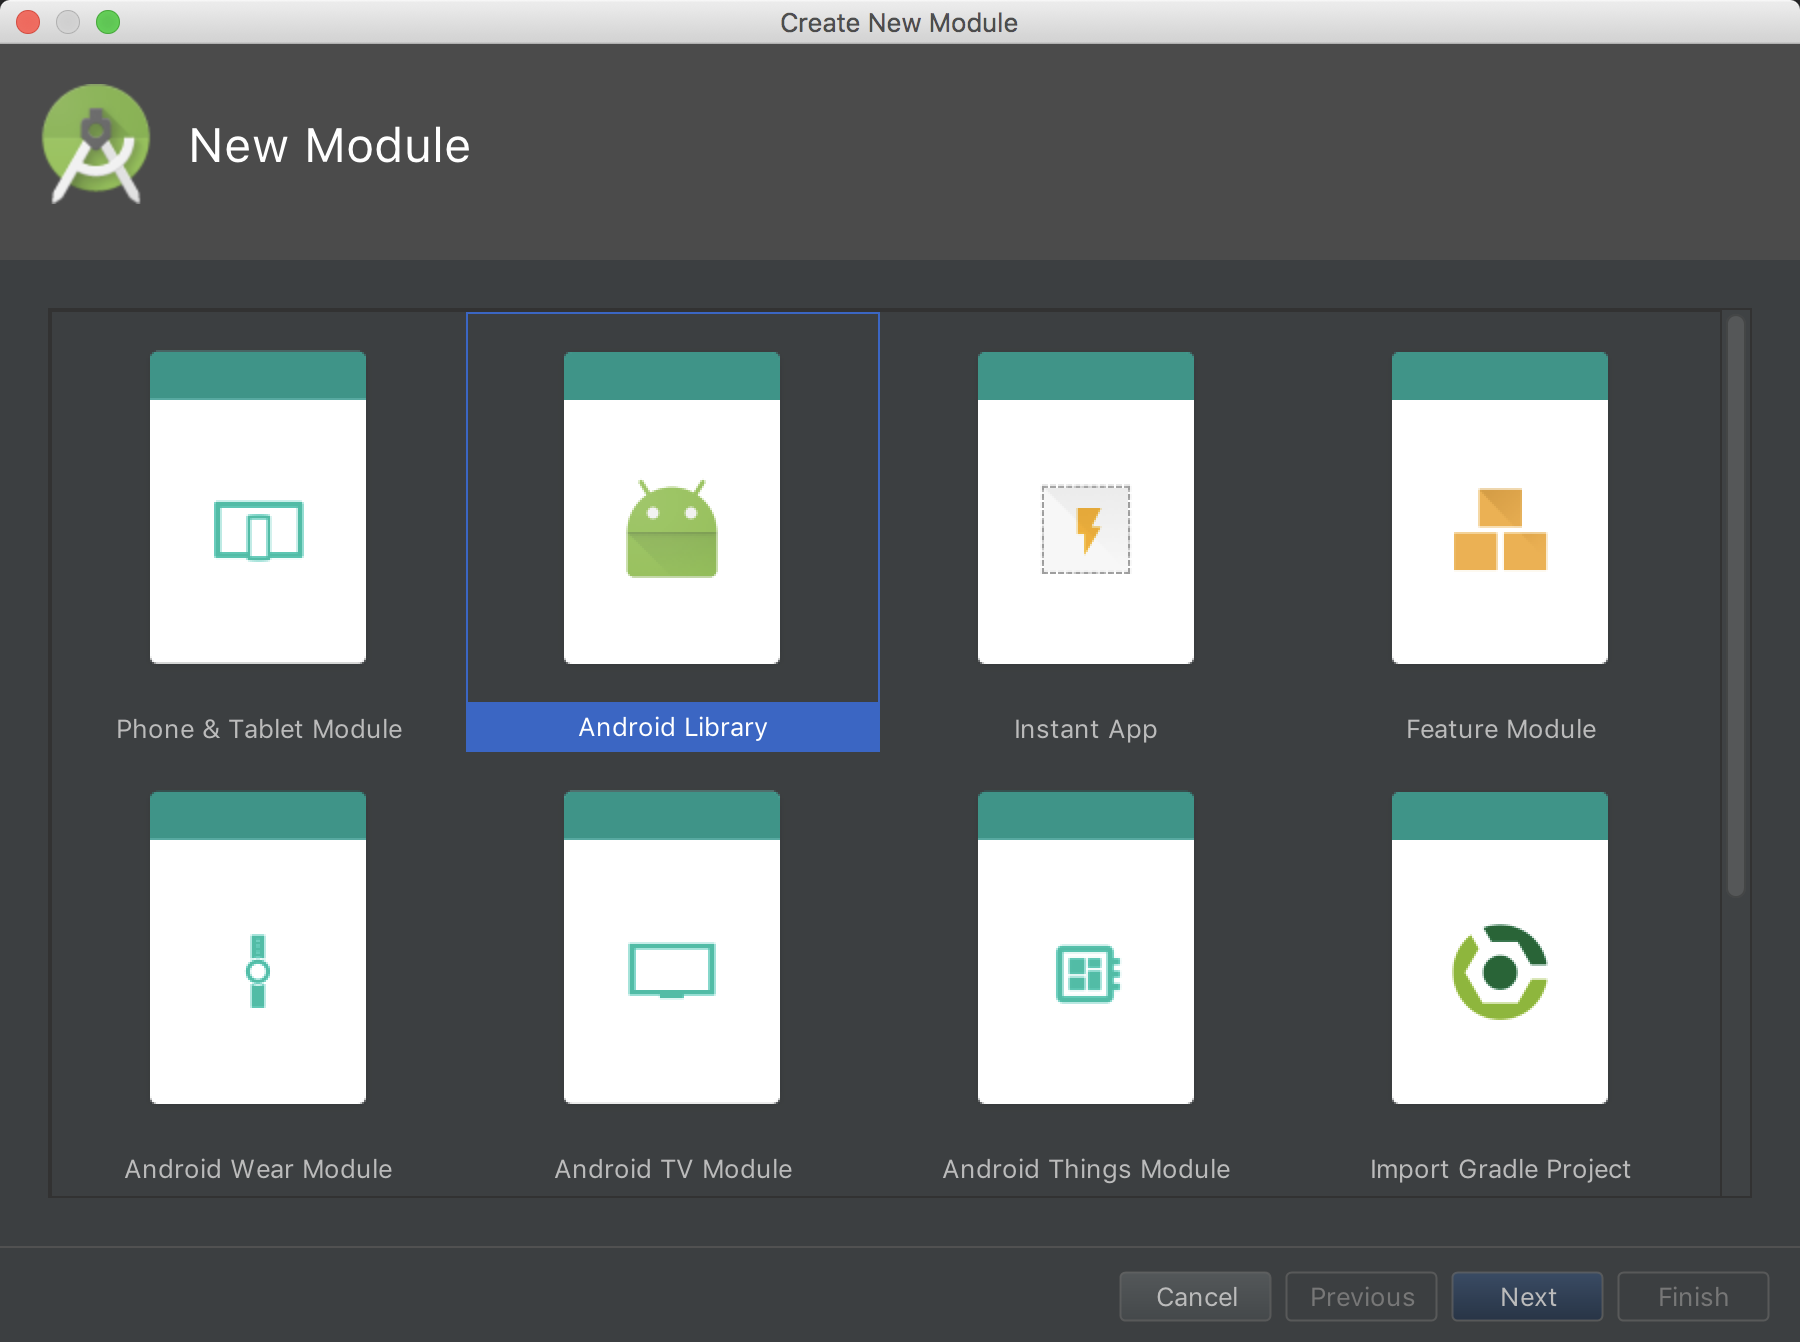 Create New Module
New Module
Phone & Tablet Module
Android Library
Instant App
Feature Module
Android Wear Module
Android TV Module
Android Things Module
Import Gradle Project
Cancel
Previous
Next
Finish